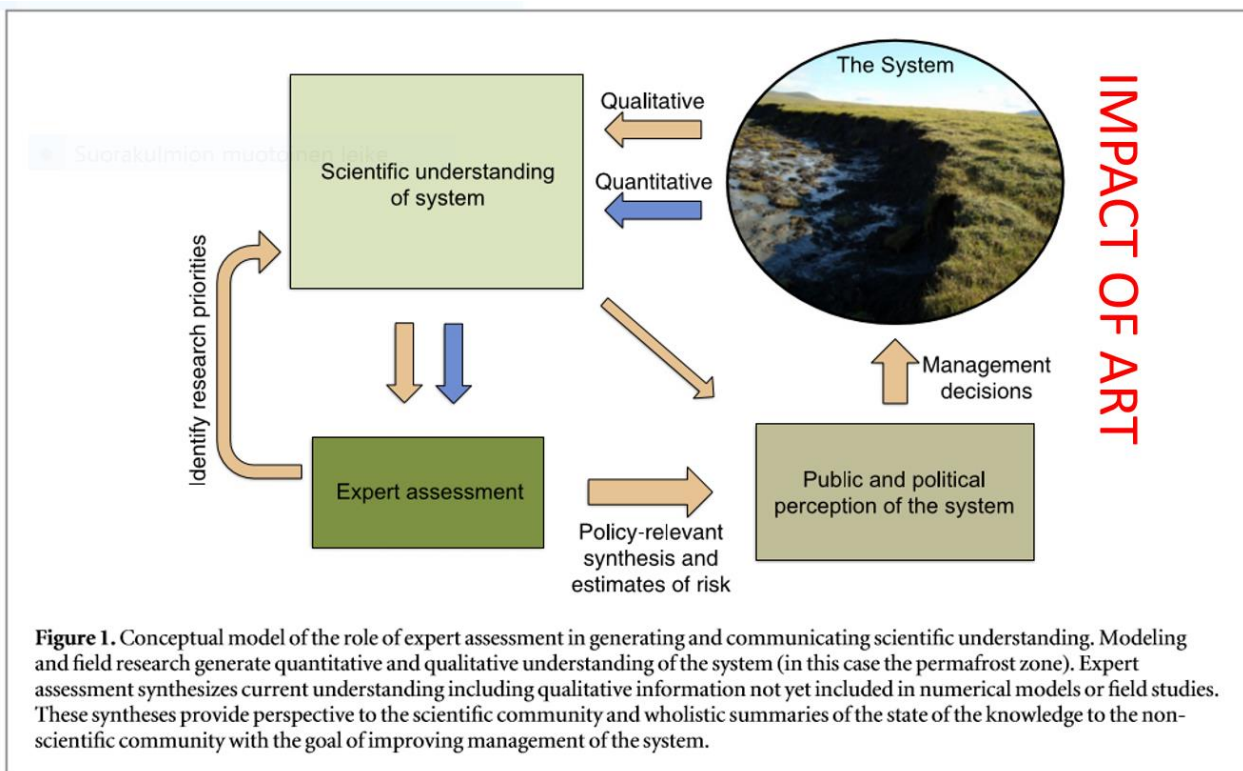 The System
Qualitative
Suorakulmion muotoinen leike
Scientific understanding
of system
Quantitative
IMPACT OF ART
Identify research priorities
Management
decisions
Expert assessment
Public and political
perception of the system
Policy-relevant
synthesis and
estimates of risk
Figure 1. Conceptual model of the role of expert assessment in generating and communicating scientific understanding. Modeling
and field research generate quantitative and qualitative understanding of the system (in this case the permafrost zone). Expert
assessment synthesizes current understanding including qualitative information not yet included in numerical models or field studies.
These syntheses provide perspective to the scientific community and wholistic summaries of the state of the knowledge to the non-
scientific community with the goal of improving management of the system.